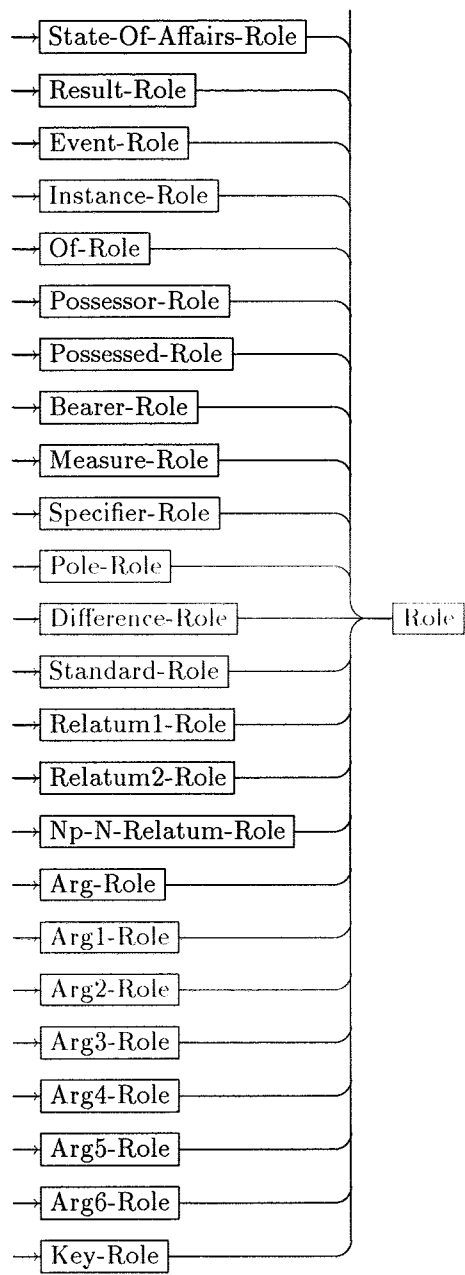 State-Of-Affairs-Role
Result-Role
Event-Role
Instance-Role
Of-Role
Possessor-Role
Possessed-Role
Bearer-Role
Measure-Role
Specifier-Role
Pole-Role
Difference-Role
Role
Standard-Role
Relatum1-Role
Relatum2-Role
Np-N-Relatum-Role
Arg-Role
Arg1-Role
Arg2-Role
Arg3-Role
Arg4-Role
Arg5-Role
Arg6-Role
Key-Role